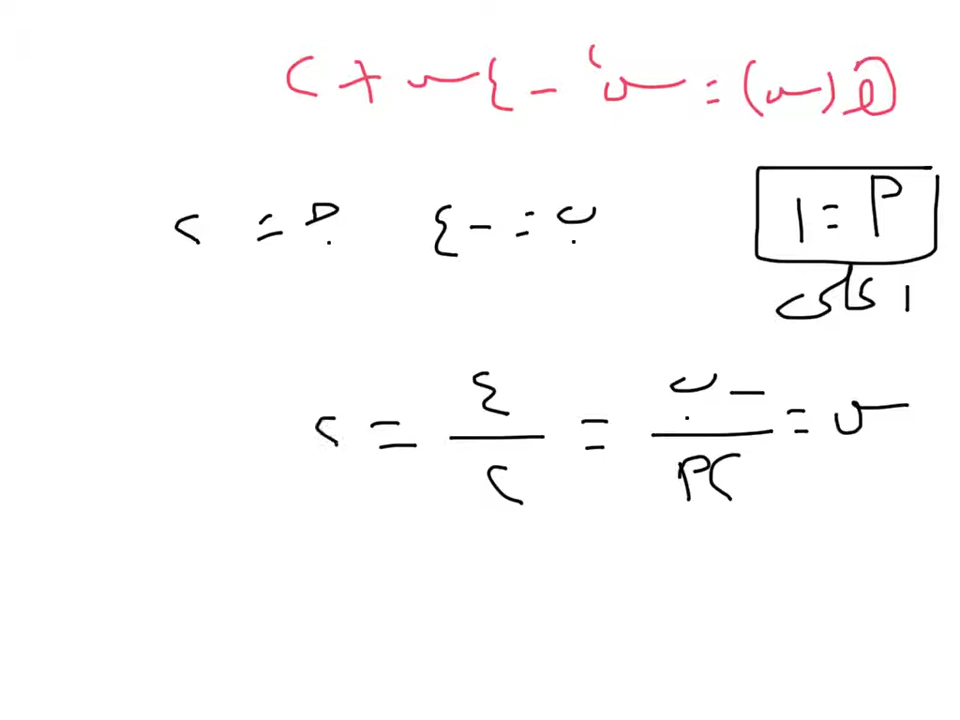 ق(س) = س٢ - ٤س + ٢
أ = ١ ب = -٤ جـ = ٢
س = -ب / ٢أ = ٤ / ٢ = ٢